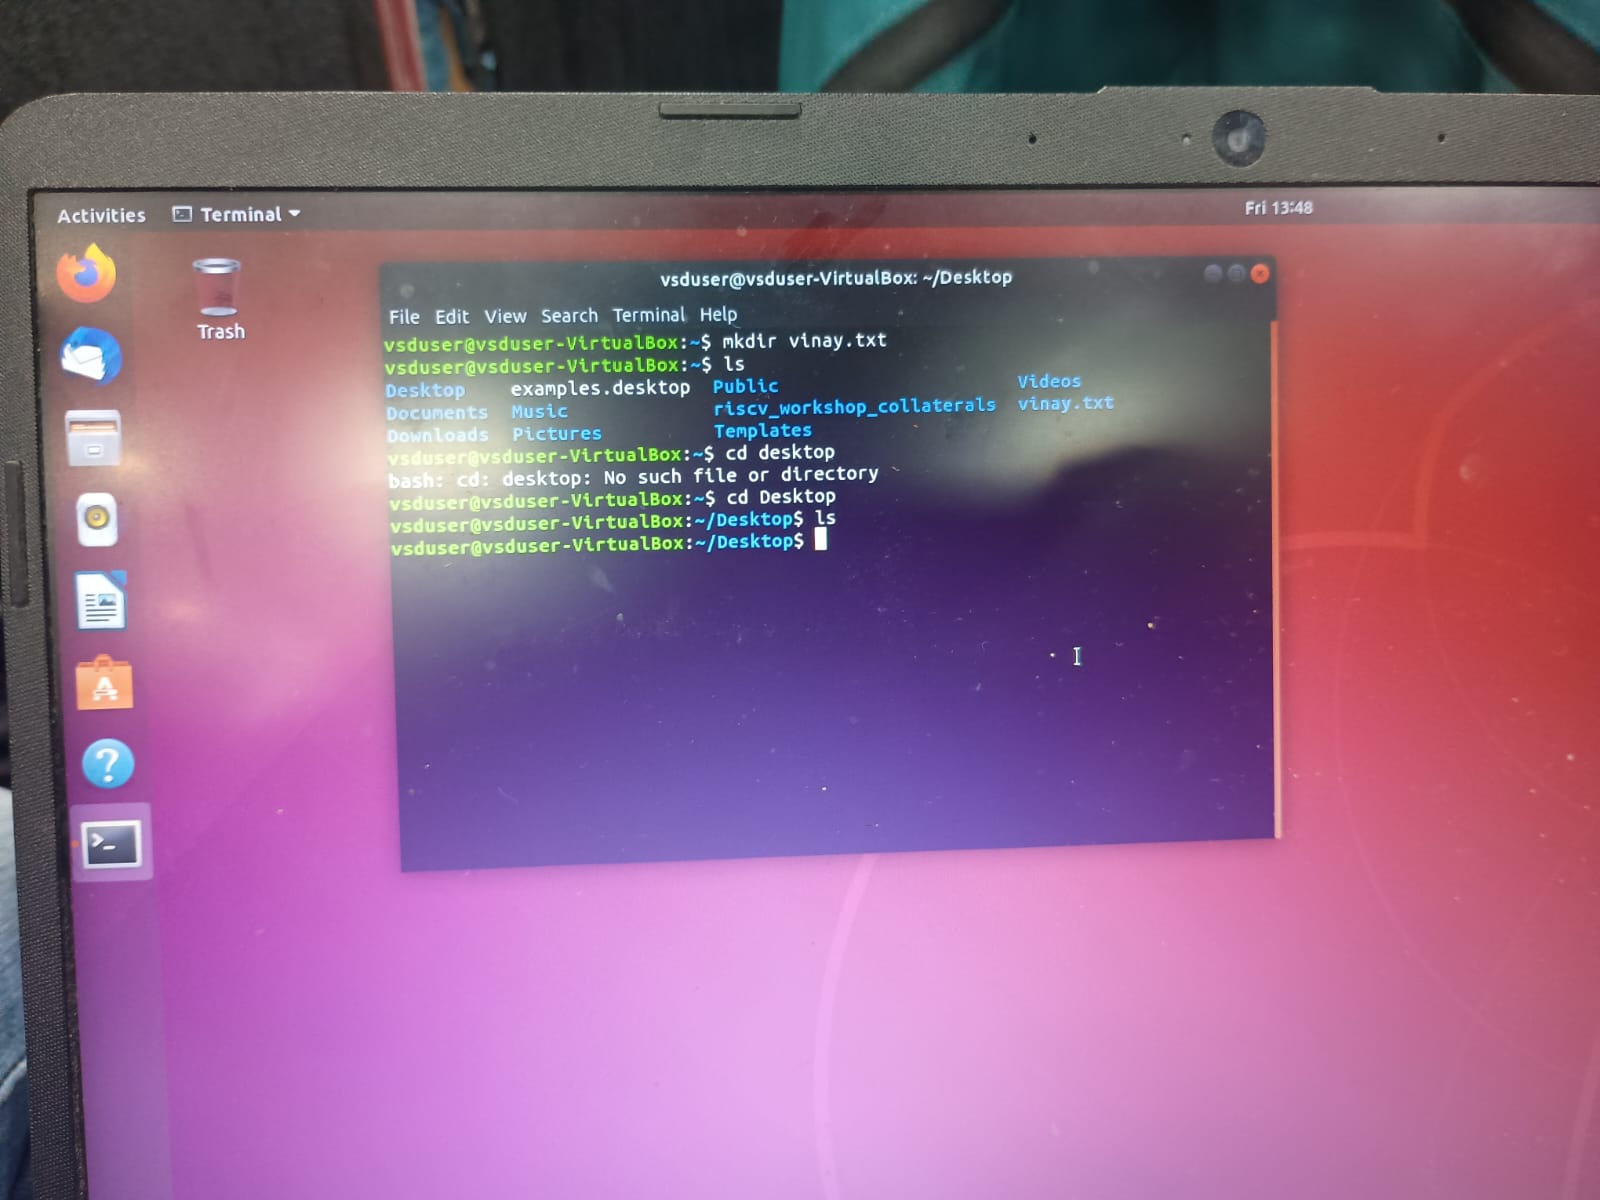 Activities Terminal Fri 13:48
Trash
vsduser@vsduser-VirtualBox: ~/Desktop
File Edit View Search Terminal Help
vsduser@vsduser-VirtualBox:~$ mkdir vinay.txt
vsduser@vsduser-VirtualBox:~$ ls
Desktop examples.desktop Public Videos
Documents Music riscv_workshop_collaterals vinay.txt
Downloads Pictures Templates
vsduser@vsduser-VirtualBox:~$ cd desktop
bash: cd: desktop: No such file or directory
vsduser@vsduser-VirtualBox:~$ cd Desktop
vsduser@vsduser-VirtualBox:~/Desktop$ ls
vsduser@vsduser-VirtualBox:~/Desktop$